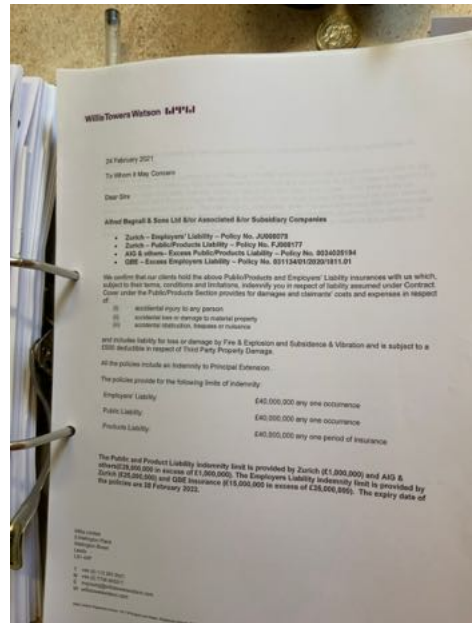 Willis Towers Watson
24 February 2021
To Whom It May Concern
Dear Sirs
Alfred Bagnall & Sons Ltd &/or Associated &/or Subsidiary Companies
• Zurich – Employers' Liability – Policy No.
• Zurich – Public/Products Liability – Policy No.
• AIG & others– Excess Public/Products Liability – Policy No.
• QBE – Excess Employers Liability – Policy No.
We confirm that our clients hold the above Public/Products and Employers' Liability insurances with us which,
subject to their terms, conditions and limitations, indemnify you in respect of liability assumed under Contract.
Cover under the Public/Products Section provides for damages and claimants' costs and expenses in respect
of:
(i) accidental injury to any person
(ii) accidental loss or damage to material property
(iii) accidental obstruction, trespass or nuisance
and includes liability for loss or damage by Fire & Explosion and Subsidence & Vibration and is subject to a
deductible in respect of Third Party Property Damage.
All the policies include an Indemnity to Principal Extension
The policies provide for the following limits of indemnity:
Employers' Liability £40,000,000 any one occurrence
Public Liability £40,000,000 any one occurrence
Products Liability £40,000,000 any one period of insurance
The Public and Product Liability indemnity limit is provided by Zurich (£1,000,000) and AIG &
others in excess of £1,000,000). The Employers Liability indemnity limit is provided by
Zurich and QBE Insurance (£15,000,000 in excess of The expiry date of
the policies are 28 February